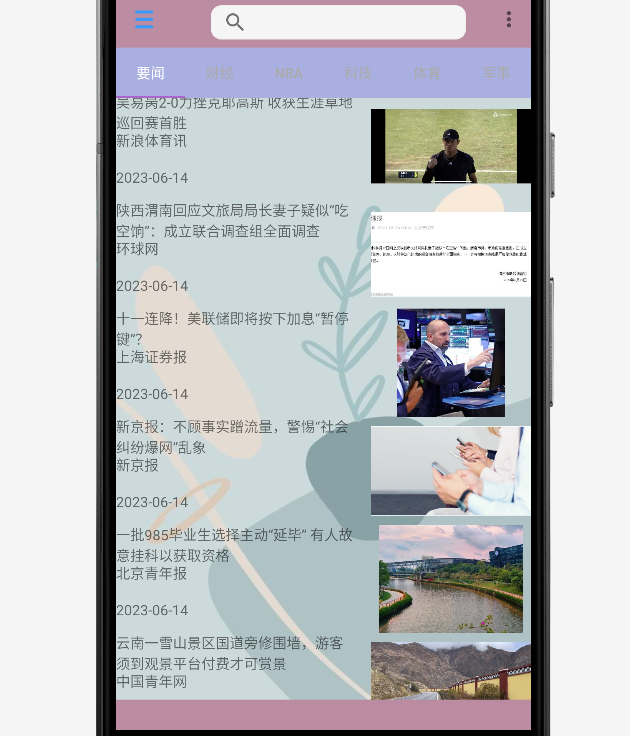 要闻 财经 NBA 科技 体育 军事
吴易昺2-0力挫克耶高斯 收获生涯草地
巡回赛首胜
新浪体育讯
2023-06-14
陕西渭南回应文旅局局长妻子疑似“吃
空饷”：成立联合调查组全面调查
环球网
2023-06-14
十一连降！美联储即将按下加息“暂停
键”？
上海证券报
2023-06-14
新京报：不顾事实蹭流量，警惕“社会
纠纷爆网”乱象
新京报
2023-06-14
一批985毕业生选择主动“延毕” 有人故
意挂科以获取资格
北京青年报
2023-06-14
云南一雪山景区国道旁修围墙，游客
须到观景平台付费才可赏景
中国青年网